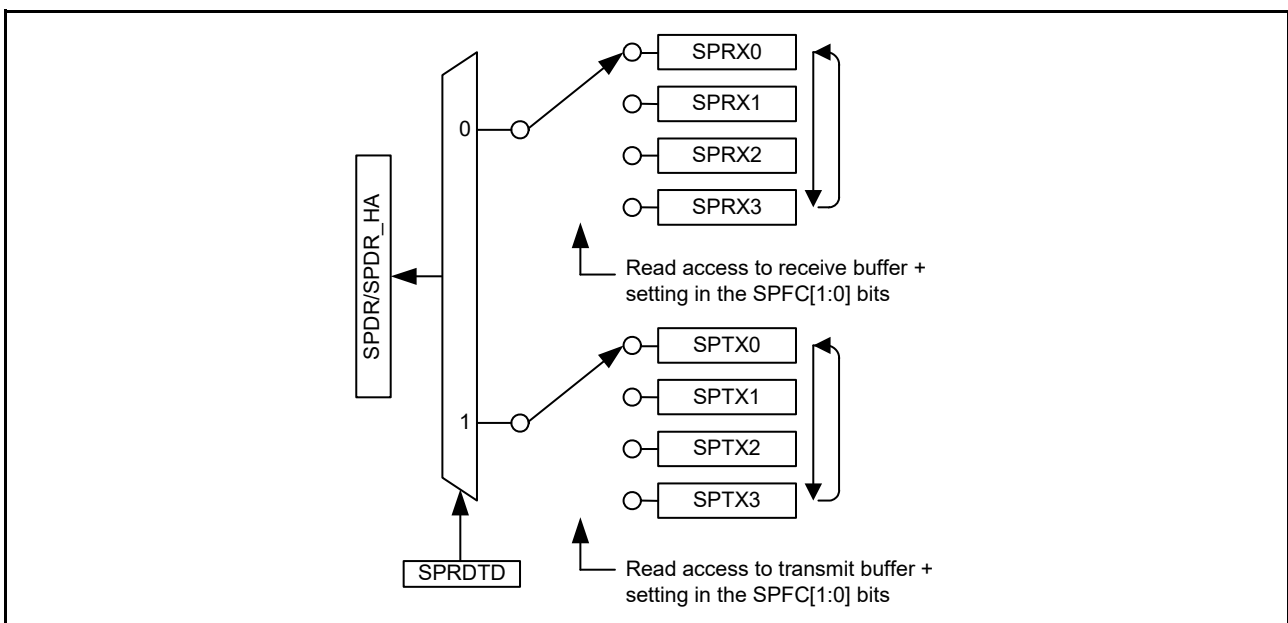 SPRX0
SPRX1
0
SPRX2
SPRX3
SPDR/SPDR_HA
Read access to receive buffer +
setting in the SPFC[1:0] bits
SPTX0
SPTX1
1
SPTX2
SPTX3
SPRDTD
Read access to transmit buffer +
setting in the SPFC[1:0] bits